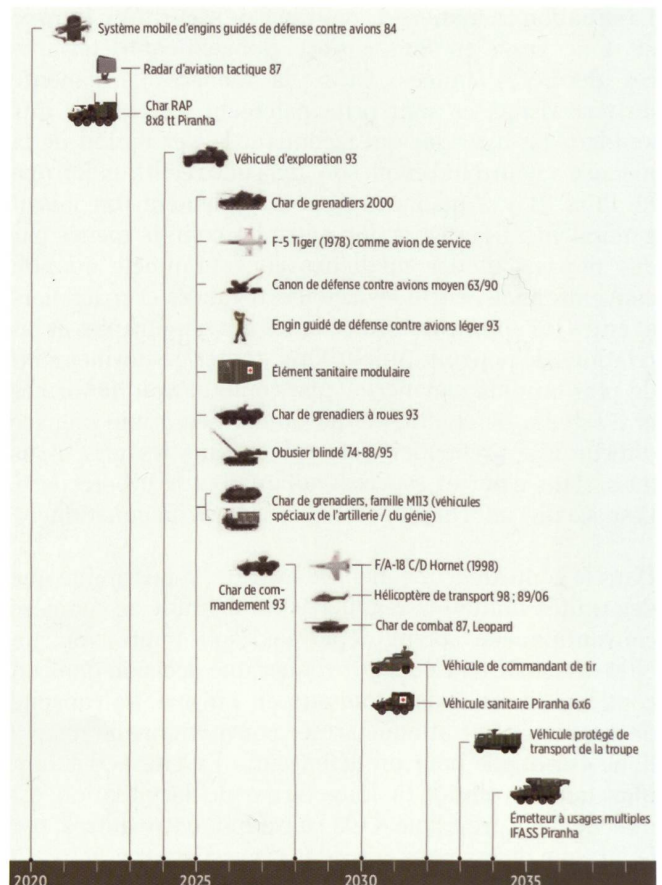 Système mobile d'engins guidés de défense contre avions 84
Radar d'aviation tactique 87
Char RAP
8x8 tt Piranha
Véhicule d'exploration 93
Char de grenadiers 2000
F-5 Tiger (1978) comme avion de service
Canon de défense contre avions moyen 63/90
Engin guidé de défense contre avions léger 93
Élément sanitaire modulaire
Char de grenadiers à roues 93
Obusier blindé 74-88/95
Char de grenadiers, famille M113 (véhicules
spéciaux de l'artillerie / du génie)
Char de com-
mandement 93
F/A-18 C/D Hornet (1998)
Hélicoptère de transport 98 ; 89/06
Char de combat 87, Leopard
Véhicule de commandant de tir
Véhicule sanitaire Piranha 6x6
Véhicule protégé de
transport de la troupe
Émetteur à usages multiples
IFASS Piranha
2020 2025 2030 2035